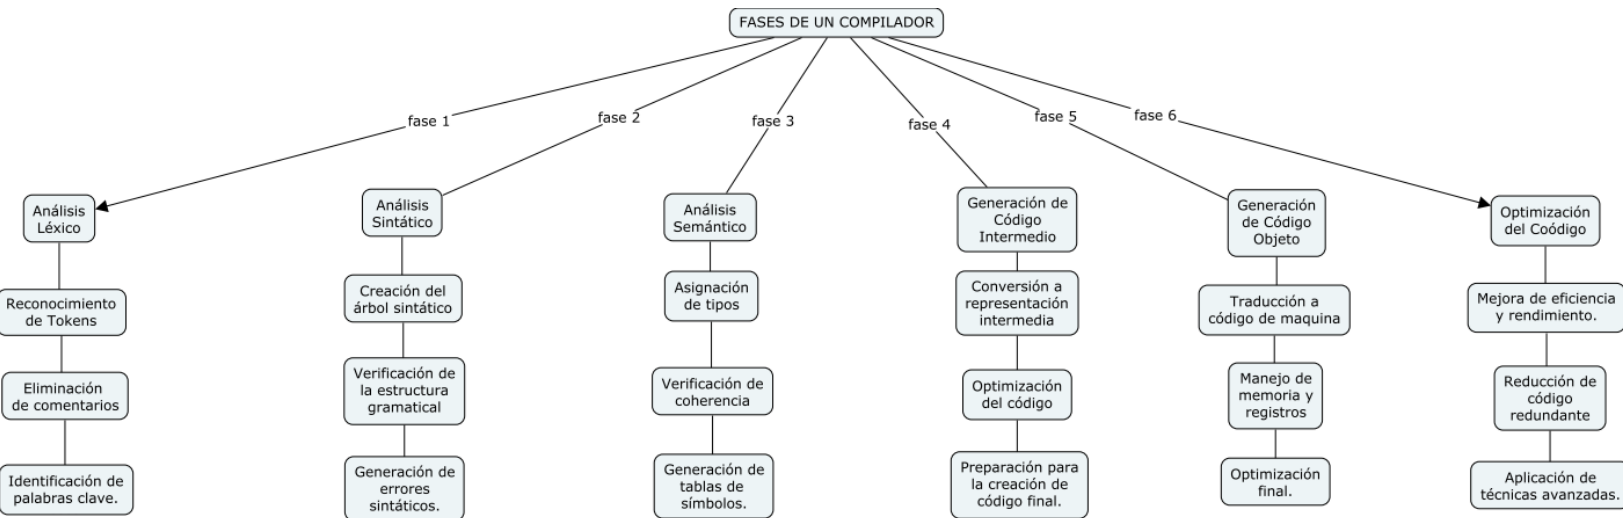 FASES DE UN COMPILADOR
fase 1
fase 2
fase 3
fase 4
fase 5
fase 6
Análisis
Léxico
Reconocimiento
de Tokens
Eliminación
de comentarios
Identificación de
palabras clave.
Análisis
Sintático
Creación del
árbol sintático
Verificación de
la estructura
gramatical
Generación de
errores
sintáticos.
Análisis
Semántico
Asignación
de tipos
Verificación de
coherencia
Generación de
tablas de
símbolos.
Generación de
Código
Intermedio
Conversión a
representación
intermedia
Optimización
del código
Preparación para
la creación de
código final.
Generación
de Código
Objeto
Traducción a
código de maquina
Manejo de
memoria y
registros
Optimización
final.
Optimización
del Coódigo
Mejora de eficiencia
y rendimiento.
Reducción de
código
redundante
Aplicación de
técnicas avanzadas.